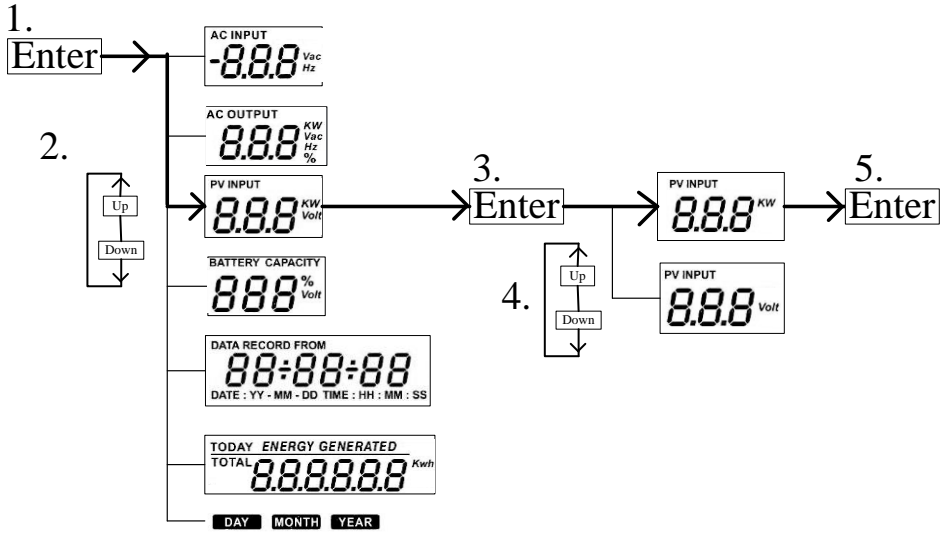 1.
Enter
AC INPUT
-8.8.8 Vac
Hz
AC OUTPUT
8.8.8 KW
Vac
Hz
%
2.
Up
Down
PV INPUT
8.8.8 KW
Volt
3.
Enter
PV INPUT
8.8.8 KW
5.
Enter
4.
Up
Down
PV INPUT
8.8.8 Volt
BATTERY CAPACITY
888 %
Volt
DATA RECORD FROM
88÷88÷88
DATE : YY - MM - DD TIME : HH : MM : SS
TODAY ENERGY GENERATED
TOTAL 8.8.8.8.8.8 Kwh
DAY MONTH YEAR